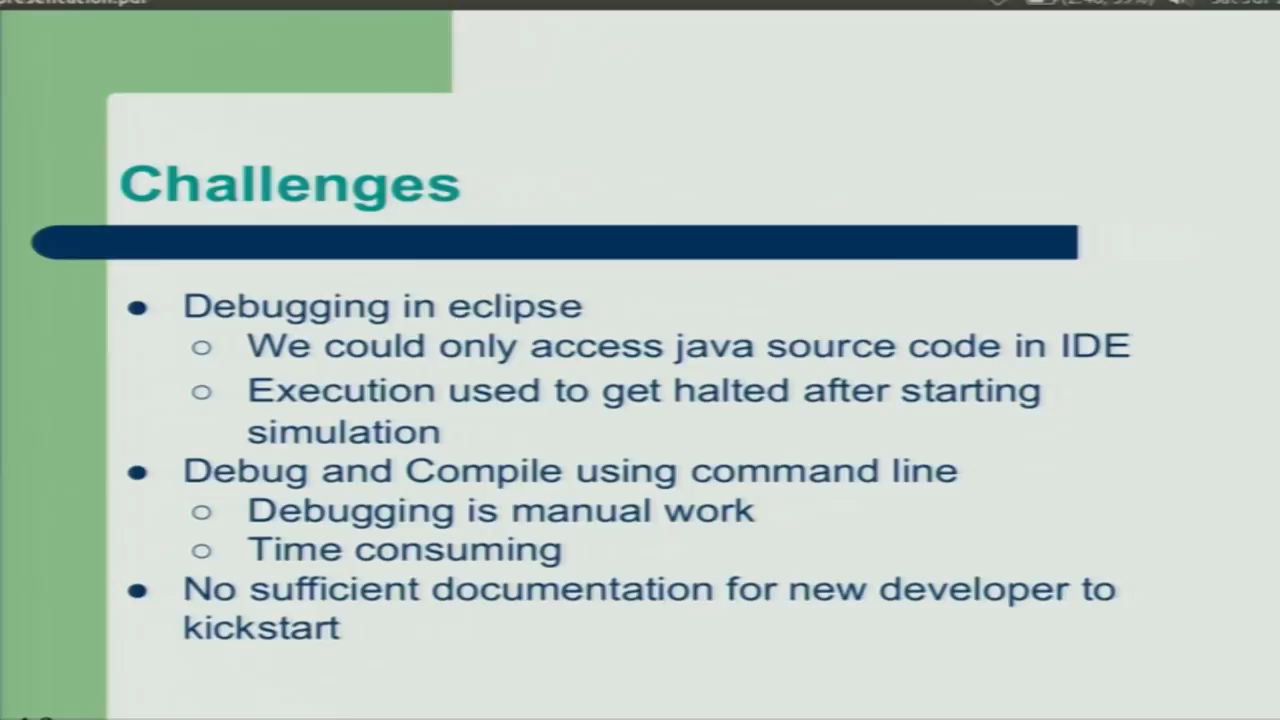 Challenges
● Debugging in eclipse
○ We could only access java source code in IDE
○ Execution used to get halted after starting
simulation
● Debug and Compile using command line
○ Debugging is manual work
○ Time consuming
● No sufficient documentation for new developer to
kickstart